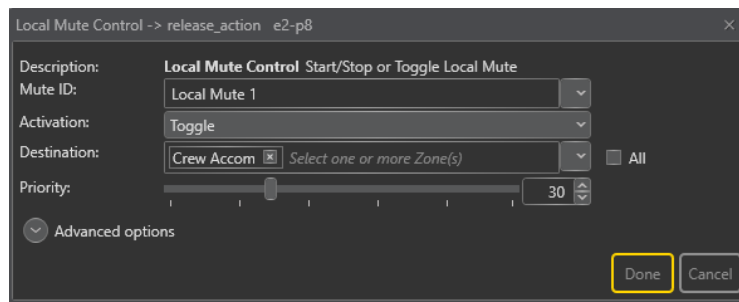 Local Mute Control -> release_action e2-p8
Description: Local Mute Control Start/Stop or Toggle Local Mute
Mute ID: Local Mute 1
Activation: Toggle
Destination: Crew Accom Select one or more Zone(s) All
Priority: 30
Advanced options
Done Cancel